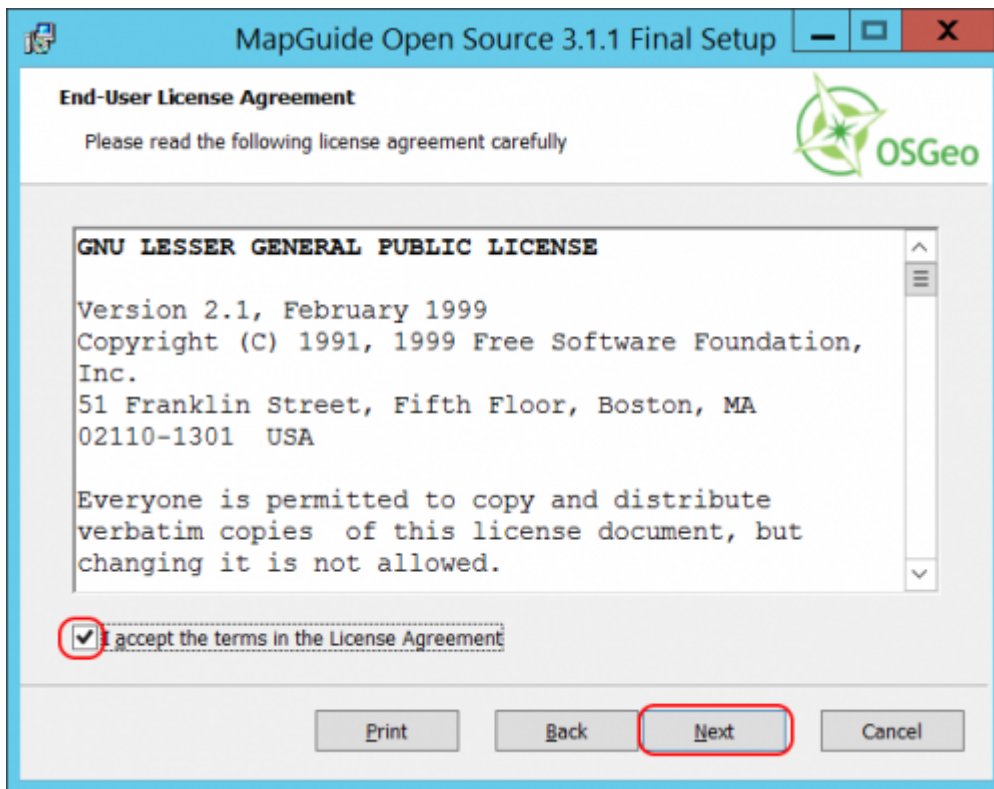 MapGuide Open Source 3.1.1 Final Setup
End-User License Agreement
Please read the following license agreement carefully
OSGeo
GNU LESSER GENERAL PUBLIC LICENSE
Version 2.1, February 1999
Copyright (C) 1991, 1999 Free Software Foundation,
Inc.
51 Franklin Street, Fifth Floor, Boston, MA
02110-1301  USA
Everyone is permitted to copy and distribute
verbatim copies  of this license document, but
changing it is not allowed.
I accept the terms in the License Agreement
Print Back Next Cancel